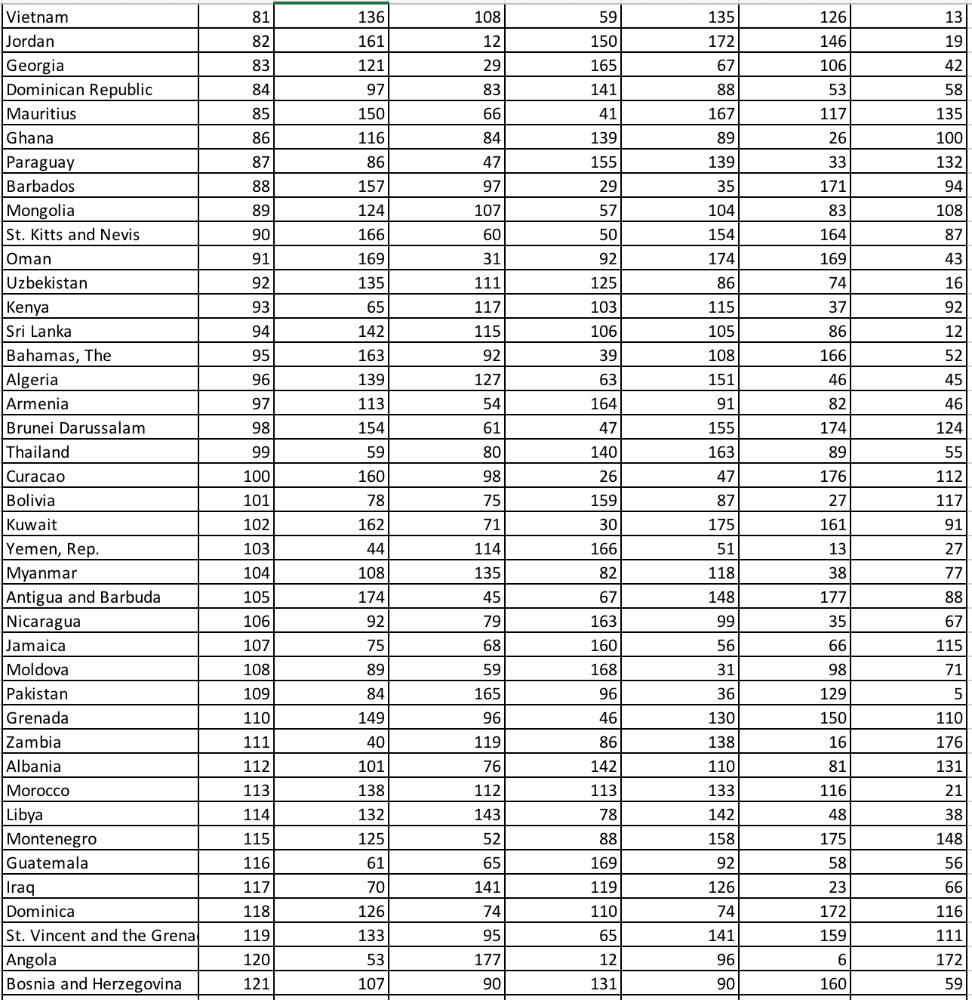 Vietnam 81 136 108 59 135 126 13
Jordan 82 161 12 150 172 146 19
Georgia 83 121 29 165 67 106 42
Dominican Republic 84 97 83 141 88 53 58
Mauritius 85 150 66 41 167 117 135
Ghana 86 116 84 139 89 26 100
Paraguay 87 86 47 155 139 33 132
Barbados 88 157 97 29 35 171 94
Mongolia 89 124 107 57 104 83 108
St. Kitts and Nevis 90 166 60 50 154 164 87
Oman 91 169 31 92 174 169 43
Uzbekistan 92 135 111 125 86 74 16
Kenya 93 65 117 103 115 37 92
Sri Lanka 94 142 115 106 105 86 12
Bahamas, The 95 163 92 39 108 166 52
Algeria 96 139 127 63 151 46 45
Armenia 97 113 54 164 91 82 46
Brunei Darussalam 98 154 61 47 155 174 124
Thailand 99 59 80 140 163 89 55
Curacao 100 160 98 26 47 176 112
Bolivia 101 78 75 159 87 27 117
Kuwait 102 162 71 30 175 161 91
Yemen, Rep. 103 44 114 166 51 13 27
Myanmar 104 108 135 82 118 38 77
Antigua and Barbuda 105 174 45 67 148 177 88
Nicaragua 106 92 79 163 99 35 67
Jamaica 107 75 68 160 56 66 115
Moldova 108 89 59 168 31 98 71
Pakistan 109 84 165 96 36 129 5
Grenada 110 149 96 46 130 150 110
Zambia 111 40 119 86 138 16 176
Albania 112 101 76 142 110 81 131
Morocco 113 138 112 113 133 116 21
Libya 114 132 143 78 142 48 38
Montenegro 115 125 52 88 158 175 148
Guatemala 116 61 65 169 92 58 56
Iraq 117 70 141 119 126 23 66
Dominica 118 126 74 110 74 172 116
St. Vincent and the Grena 119 133 95 65 141 159 111
Angola 120 53 177 12 96 6 172
Bosnia and Herzegovina 121 107 90 131 90 160 59